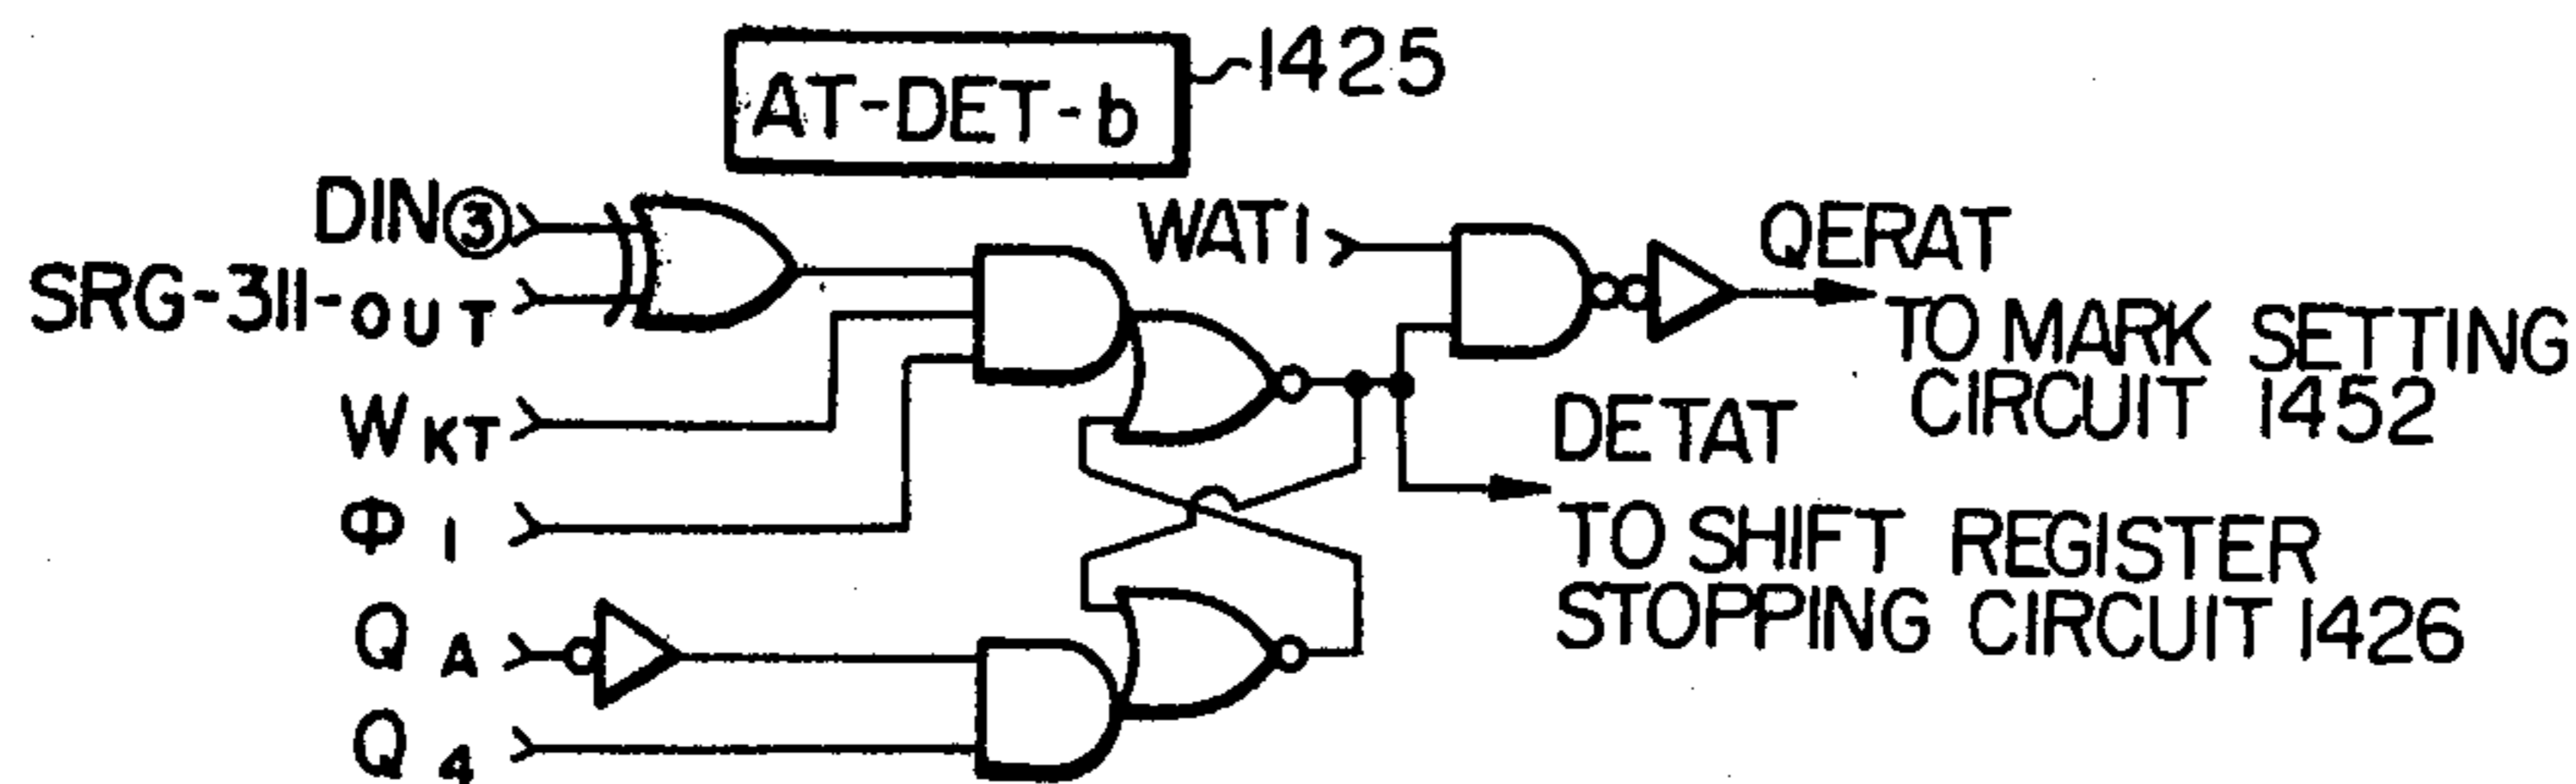 AT-DET-b
1425
DIN③
SRG-311-OUT
WKT
Φ1
QA
Q4
WAT1
QERAT
TO MARK SETTING
CIRCUIT 1452
DETAT
TO SHIFT REGISTER
STOPPING CIRCUIT 1426